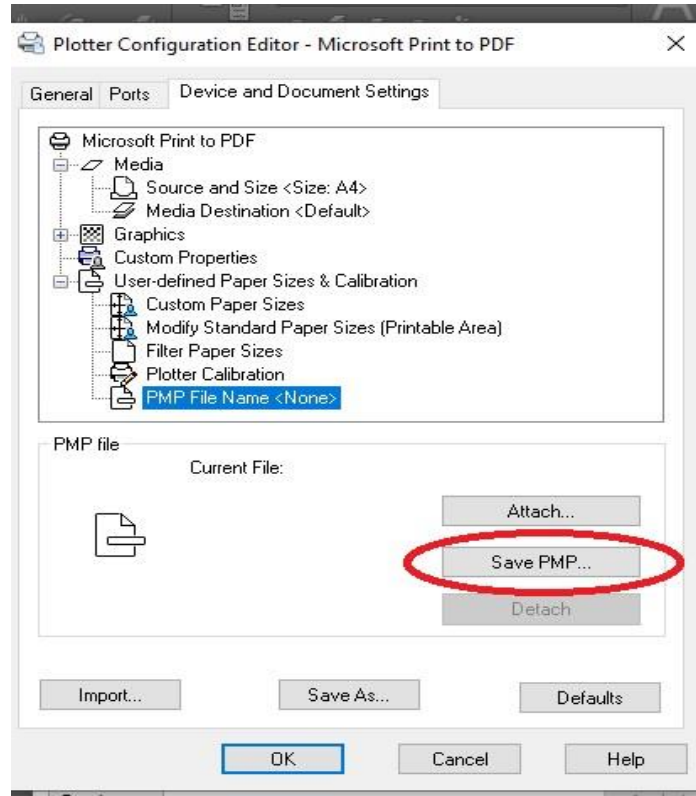 Plotter Configuration Editor - Microsoft Print to PDF
General Ports Device and Document Settings
Microsoft Print to PDF
Media
Source and Size <Size: A4>
Media Destination <Default>
Graphics
Custom Properties
User-defined Paper Sizes & Calibration
Custom Paper Sizes
Modify Standard Paper Sizes (Printable Area)
Filter Paper Sizes
Plotter Calibration
PMP File Name <None>
PMP file
Current File:
Attach...
Save PMP...
Detach
Import... Save As... Defaults
OK Cancel Help